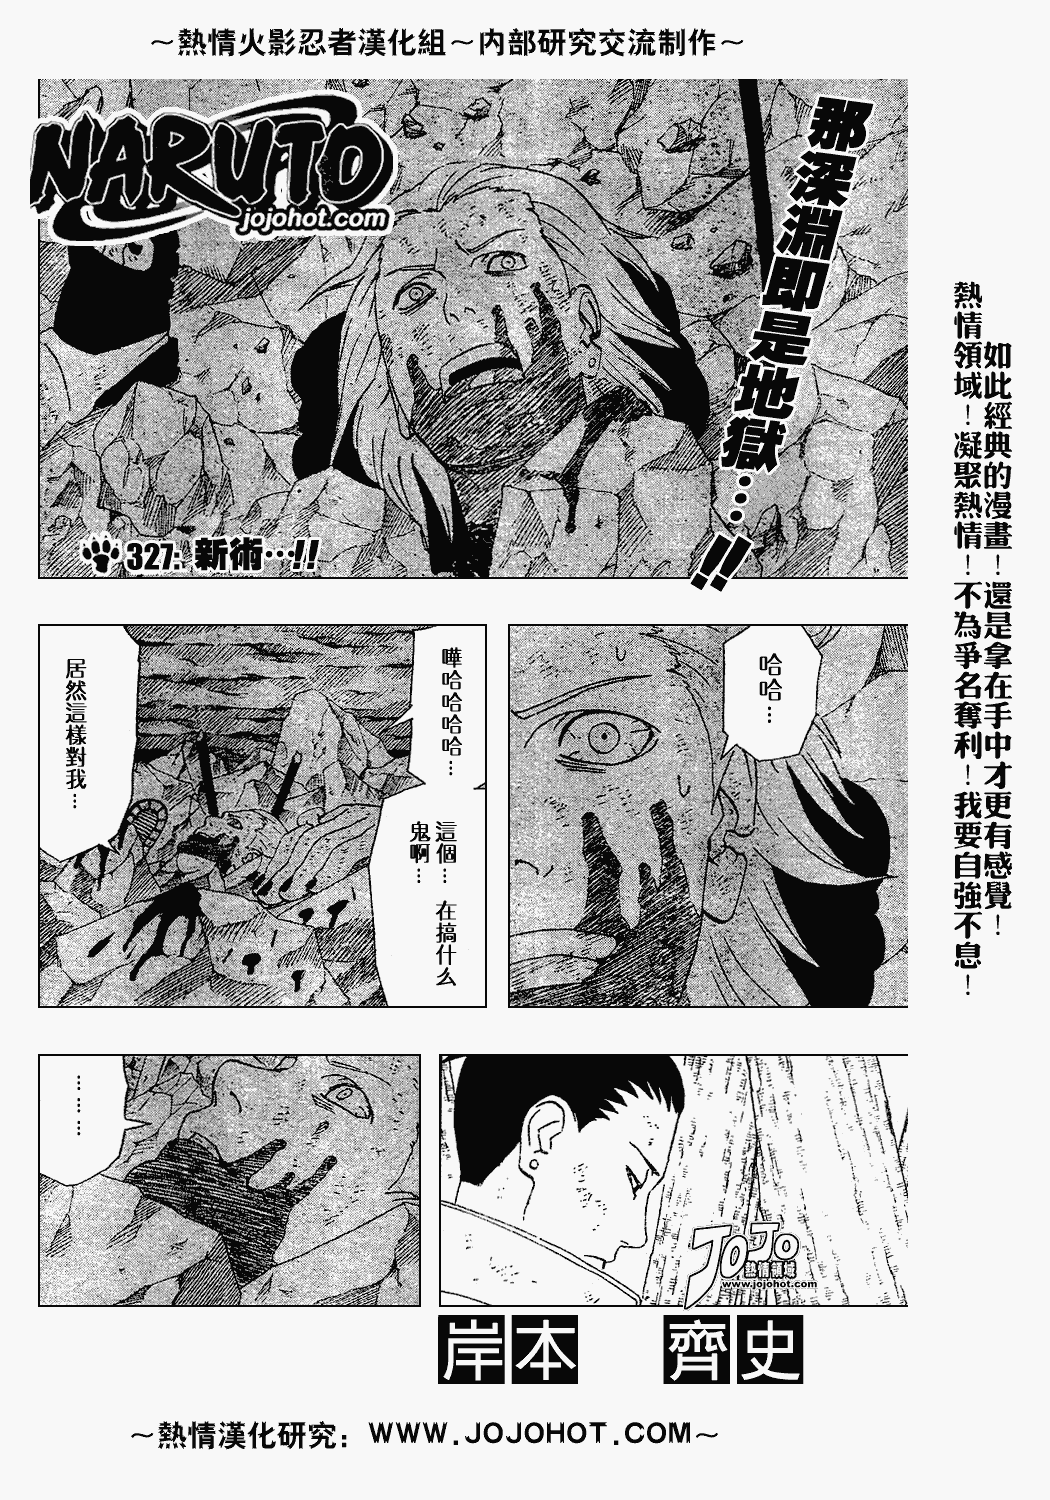 ～熱情火影忍者漢化組～内部研究交流制作～
NARUTO
jojohot.com
那深淵即是地獄…!!
327: 新術…!!
如此經典的漫畫！還是拿在手中才更有感覺！
熱情領域！凝聚熱情！不為爭名奪利！我要自強不息！
哈
哈…
嘩哈哈哈哈…
這個… 在搞什么
鬼啊…
居然這樣對我…
JOJO
熱情領域
www.jojohot.com
………
岸本 齊史
～熱情漢化研究：WWW.JOJOHOT.COM～